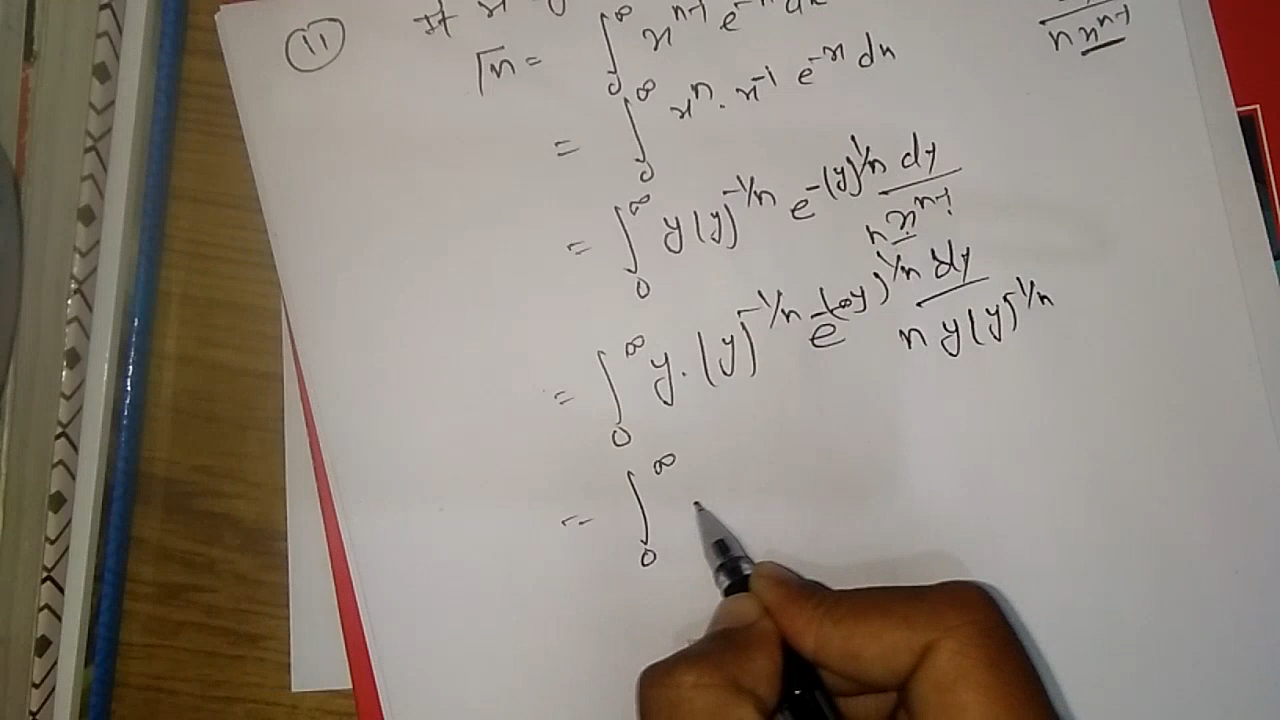 (11)
Γn = ∫₀^∞ x^{n-1} e^{-x} dx
n x^{n-1}
= ∫₀^∞ x^n . x^{-1} e^{-x} dx
= ∫₀^∞ y(y)^{-1/n} e^{-(y)^{1/n}} dy / n x^{n-1}
= ∫₀^∞ y.(y)^{-1/n} e^{-(y)^{1/n}} dy / n y(y)^{-1/n}
= ∫₀^∞